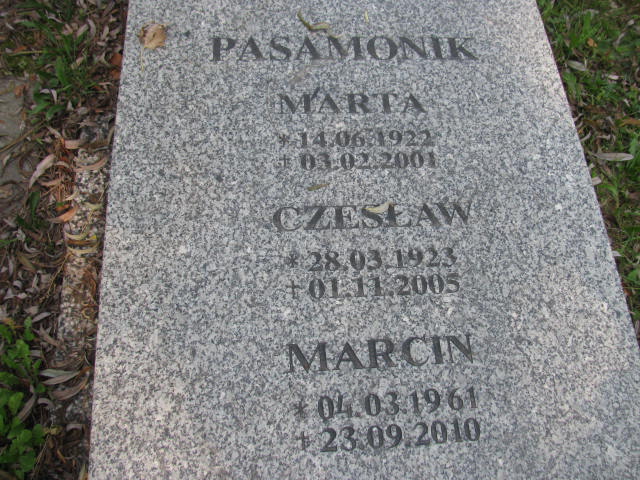 PASAMONIK
MARTA
* 14.06.1922
+ 03.02.2001
CZESŁAW
* 28.03.1923
+ 01.11.2005
MARCIN
* 04.03.1961
+ 23.09.2010